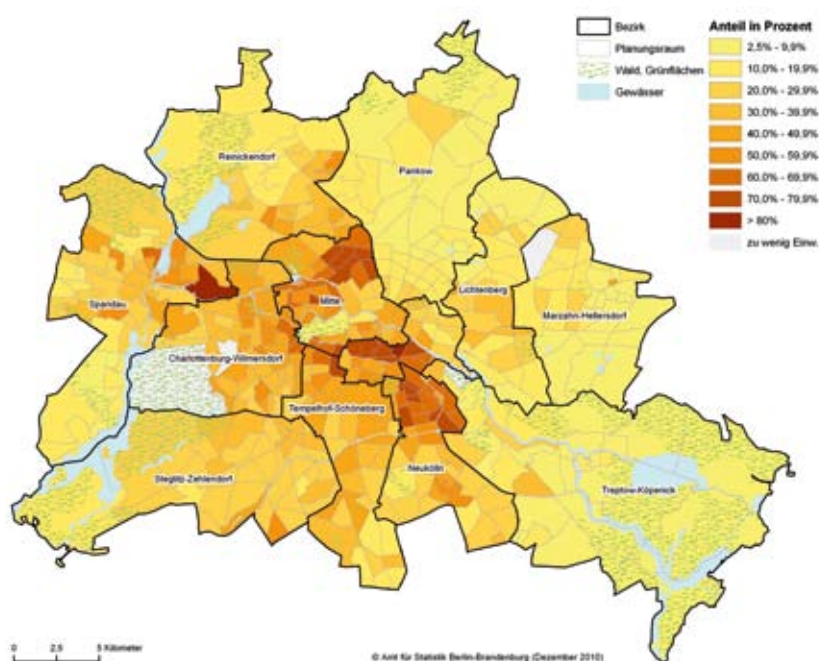 Bezirk
Planungsraum
Wald, Grünflächen
Gewässer
Anteil in Prozent
2,5% - 9,9%
10,0% - 19,9%
20,0% - 29,9%
30,0% - 39,9%
40,0% - 49,9%
50,0% - 59,9%
60,0% - 69,9%
70,0% - 79,9%
> 80%
zu wenig Einw.
Reinickendorf
Pankow
Spandau
Mitte
Lichtenberg
Marzahn-Hellersdorf
Charlottenburg-Wilmersdorf
Tempelhof-Schöneberg
Steglitz-Zehlendorf
Neukölln
Treptow-Köpenick
0 2,5 5 Kilometer
© Amt für Statistik Berlin-Brandenburg (Dezember 2010)